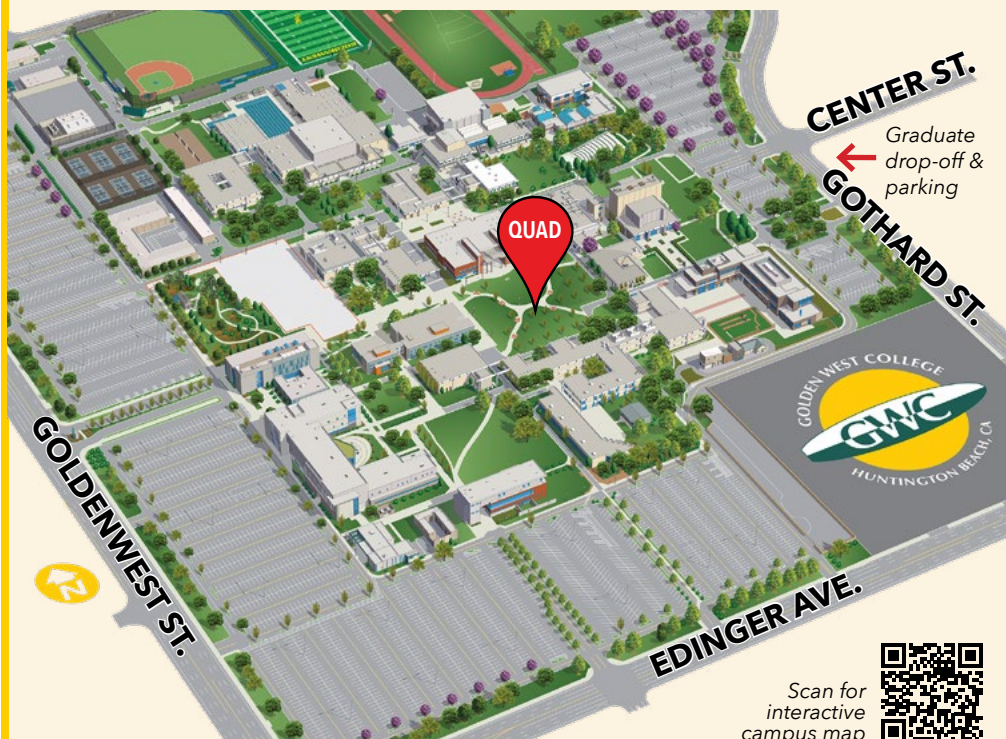 CENTER ST.
Graduate
drop-off &
parking
GOTHARD ST.
QUAD
GOLDEN WEST COLLEGE
GWC
HUNTINGTON BEACH, CA
GOLDENWEST ST.
N
EDINGER AVE.
Scan for
interactive
campus map